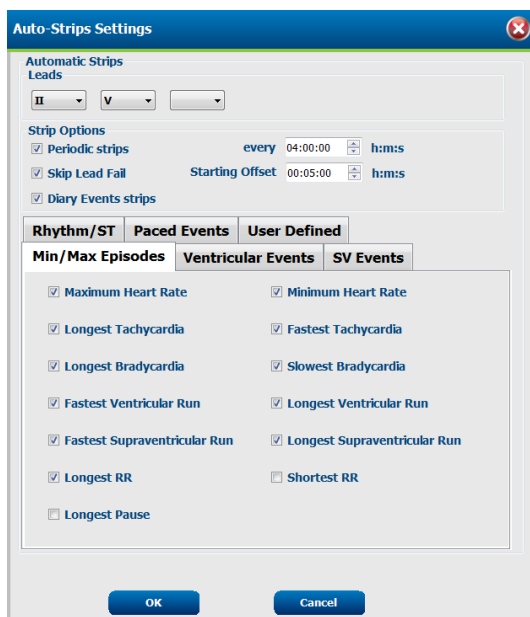 Auto-Strips Settings
Automatic Strips
Leads
II V
Strip Options
Periodic strips every 04:00:00 h:m:s
Skip Lead Fail Starting Offset 00:05:00 h:m:s
Diary Events strips
Rhythm/ST Paced Events User Defined
Min/Max Episodes Ventricular Events SV Events
Maximum Heart Rate Minimum Heart Rate
Longest Tachycardia Fastest Tachycardia
Longest Bradycardia Slowest Bradycardia
Fastest Ventricular Run Longest Ventricular Run
Fastest Supraventricular Run Longest Supraventricular Run
Longest RR Shortest RR
Longest Pause
OK Cancel